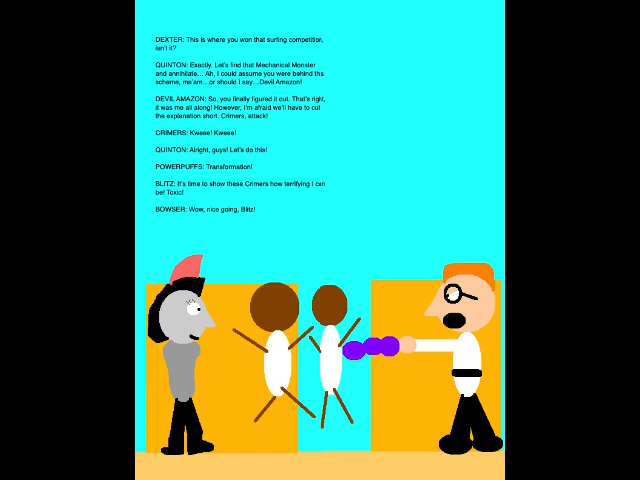 DEXTER: This is where you won that surfing competition,
isn't it?
QUINTON: Exactly. Let's find that Mechanical Monster
and annihilate... Ah, I could assume you were behind ths
scheme, ma'am...or should I say...Devil Amazon!
DEVIL AMAZON: So, you finally figured it out. That's right,
it was me all along! However, I'm afraid we'll have to cut
the explanation short. Crimers, attack!
CRIMERS: Kweee! Kweee!
QUINTON: Alright, guys! Let's do this!
POWERPUFFS: Transformation!
BLITZ: It's time to show these Crimers how terrifying I can
be! Toxic!
BOWSER: Wow, nice going, Blitz!